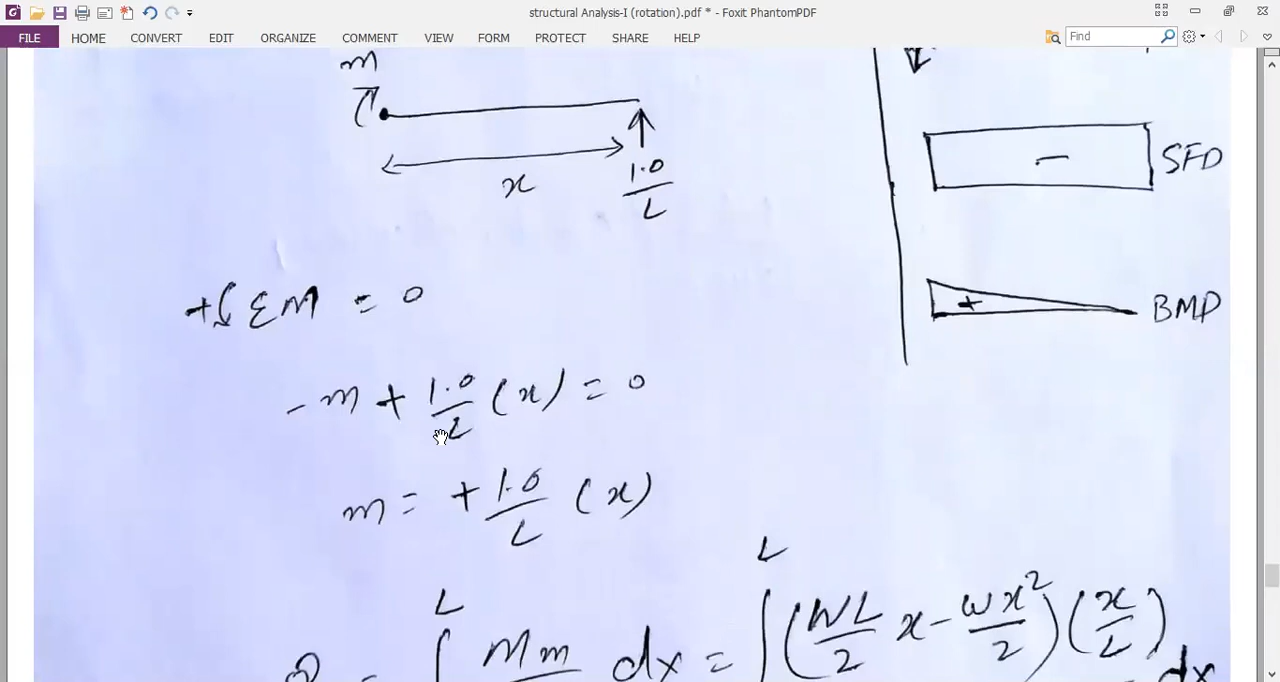 structural Analysis-I (rotation).pdf * - Foxit PhantomPDF
FILE HOME CONVERT EDIT ORGANIZE COMMENT VIEW FORM PROTECT SHARE HELP
Find
m
x
1.0/L
SFD
-
+ΣM = 0
+
BMD
-m + 1.0/L (x) = 0
m = +1.0/L (x)
L
L
Mm dx = (WL/2 x - wx²/2)(x/L) dx